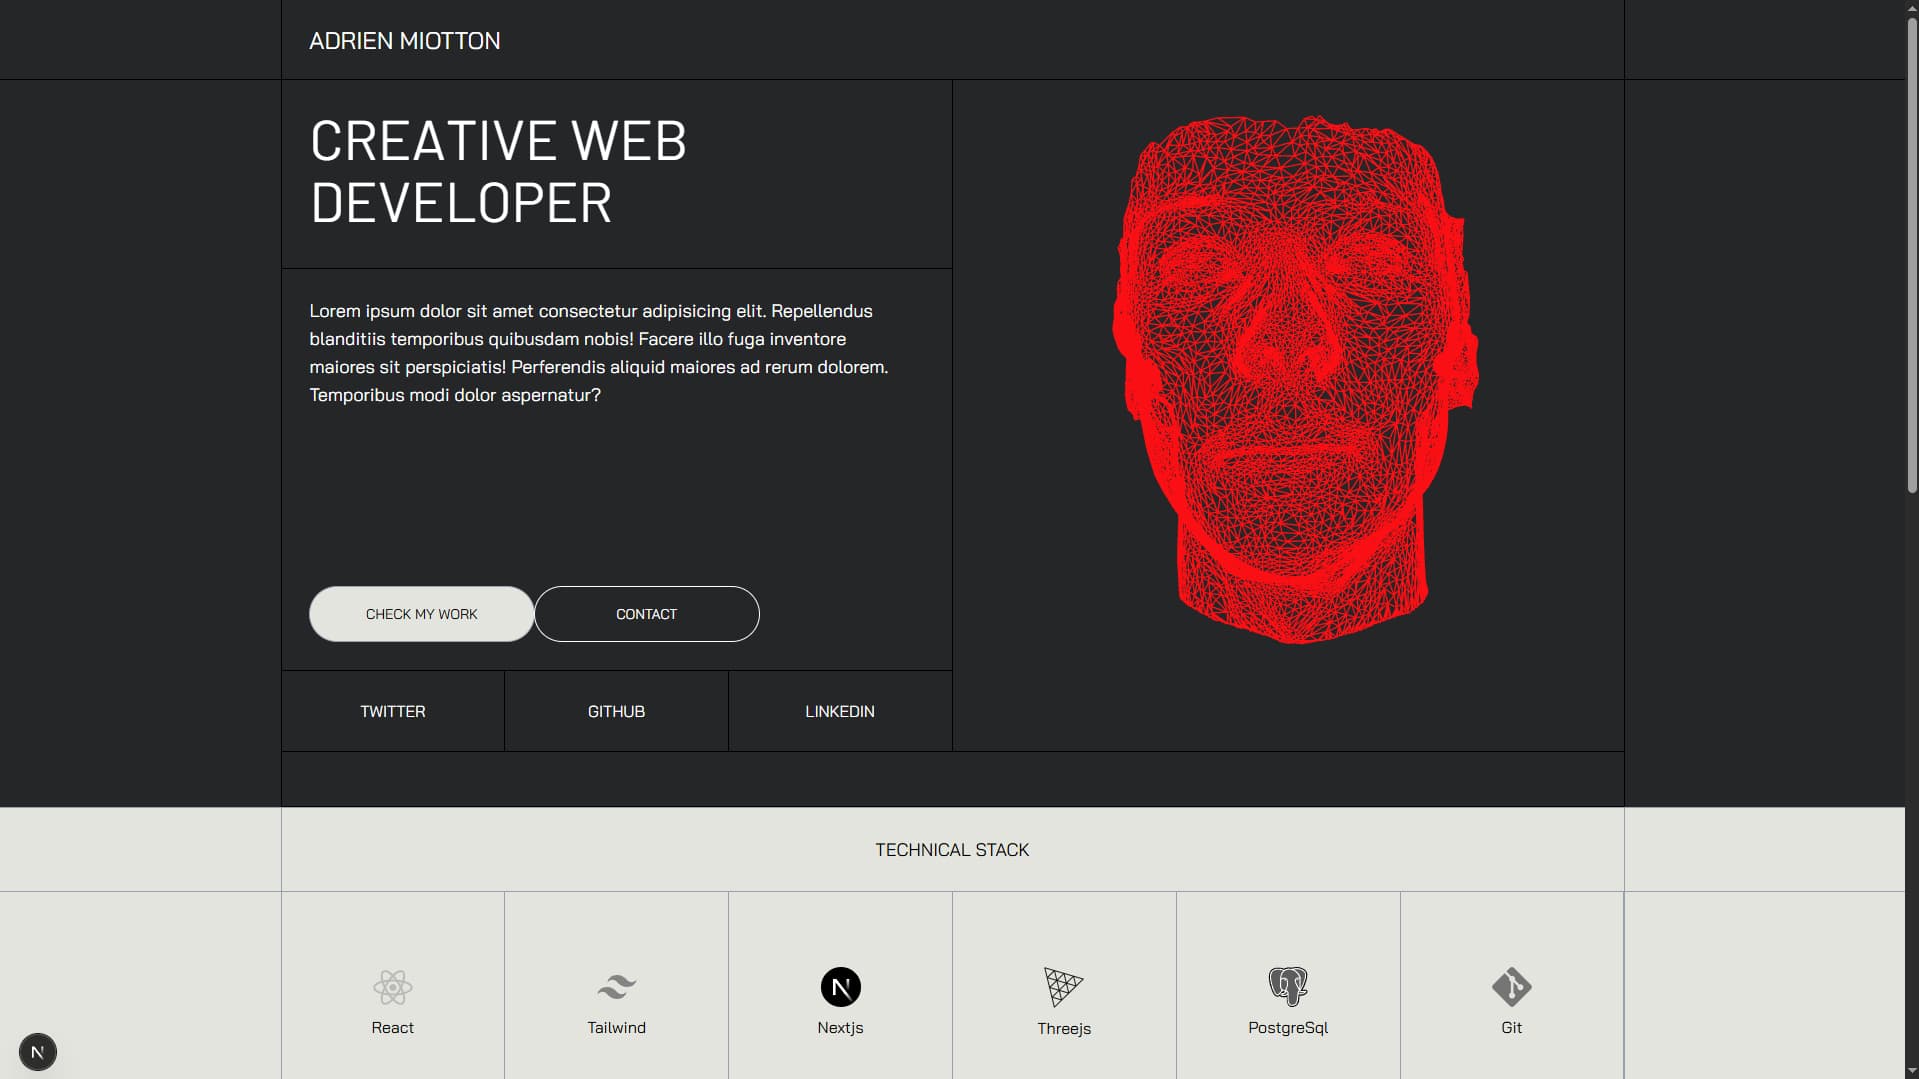 ADRIEN MIOTTON
CREATIVE WEB
DEVELOPER
Lorem ipsum dolor sit amet consectetur adipisicing elit. Repellendus
blanditiis temporibus quibusdam nobis! Facere illo fuga inventore
maiores sit perspiciatis! Perferendis aliquid maiores ad rerum dolorem.
Temporibus modi dolor aspernatur?
CHECK MY WORK
CONTACT
TWITTER
GITHUB
LINKEDIN
TECHNICAL STACK
N
React
Tailwind
Nextjs
Threejs
PostgreSql
Git
N